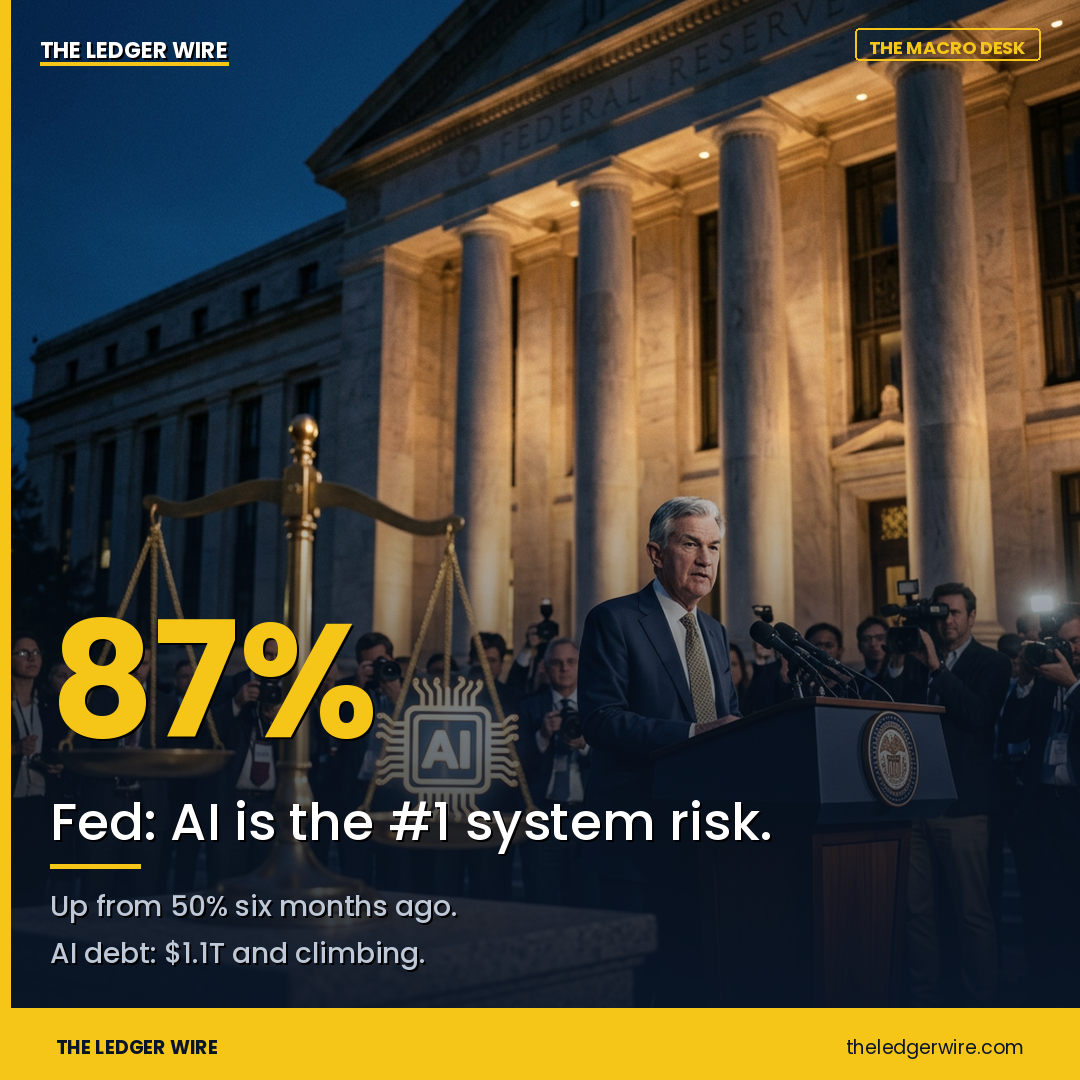 THE LEDGER WIRE
THE MACRO DESK
FEDERAL RESERVE
87%
AI
Fed: AI is the #1 system risk.
Up from 50% six months ago.
AI debt: $1.1T and climbing.
THE LEDGER WIRE
theledgerwire.com